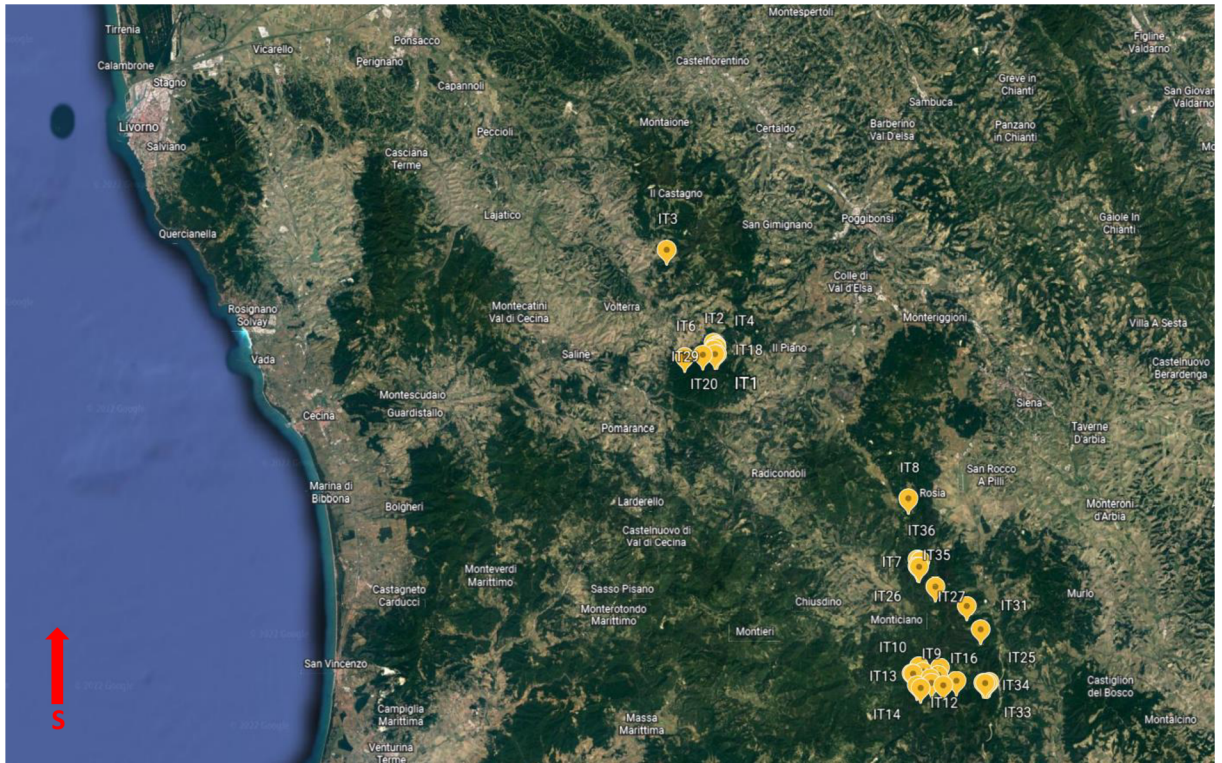 Montespertoli
Tirrenia
Figline
Valdarno
Vicarello
Ponsacco
Perignano
Castelfiorentino
Calambrone
Stagno
Capannoli
Greve in
Chianti
San Giovan
Valdarno
Sambuca
Livorno
Salviano
Peccioli
Montaione
Certaldo
Barberino
Val D'elsa
Panzano
in Chianti
Casciana
Terme
Il Castagno
IT3
Lajatico
San Gimignano
Poggibonsi
Gaiole In
Chianti
Quercianella
Colle di
Val d'Elsa
Rosignano
Solvay
Montecatini
Val di Cecina
Volterra
Monteriggioni
Villa A Sesta
IT6
IT2
IT4
Vada
Saline
IT29
IT18
Il Piano
Castelnuovo
Berardenga
IT20
IT1
Montescudaio
Guardistallo
Siena
Cecina
Pomarance
Taverne
D'arbia
IT8
Radicondoli
San Rocco
A Pilli
Marina di
Bibbona
Bolgheri
Larderello
Rosia
Monteroni
d'Arbia
Castelnuovo di
Val di Cecina
IT36
IT7
IT35
Monteverdi
Marittimo
Castagneto
Carducci
Sasso Pisano
IT26
IT27
Murlo
Monterotondo
Marittimo
Chiusdino
IT31
Monticiano
© 2022 Google
Montieri
IT10
IT9
IT16
IT25
San Vincenzo
IT13
IT34
Castiglion
del Bosco
IT12
IT14
IT33
Campiglia
Marittima
Massa
Marittima
Montalcino
S
Venturina
Terme